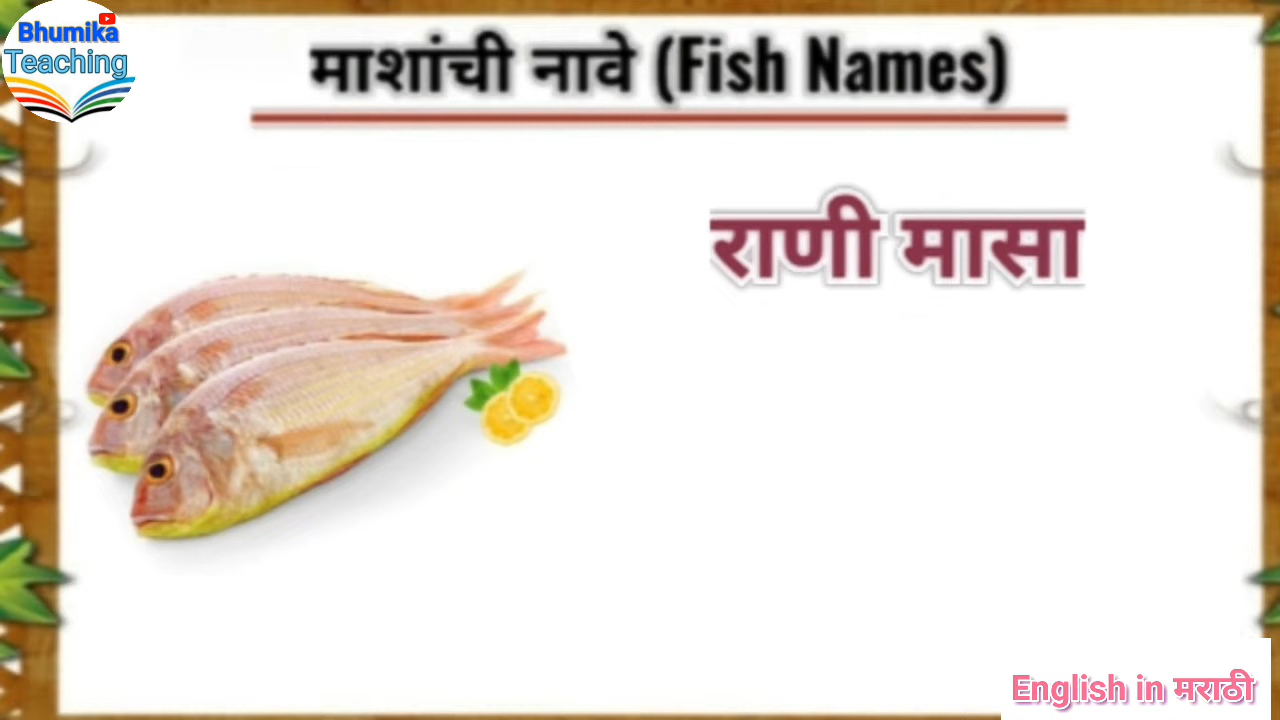 Bhumika
Teaching
माशांची नावे (Fish Names)
राणी मासा
English in मराठी